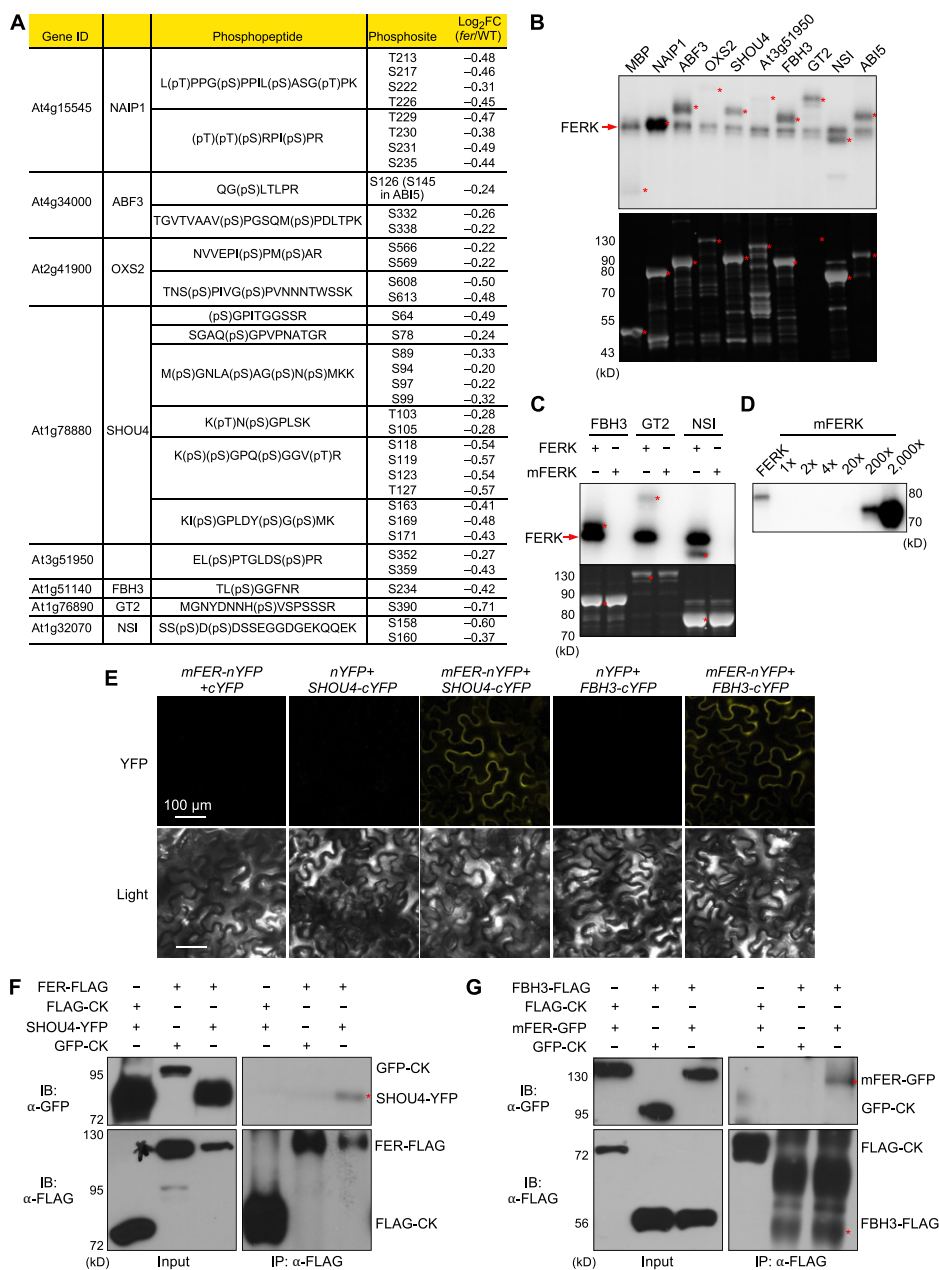 A
Gene ID Phosphopeptide Phosphosite Log2FC (fer/WT)
At4g15545 NAIP1 L(pT)PPG(pS)PPIL(pS)ASG(pT)PK
T213 –0.48
S217 –0.46
S222 –0.31
T226 –0.45
(pT)(pT)(pS)RPI(pS)PR
T229 –0.47
T230 –0.38
S231 –0.49
S235 –0.44
At4g34000 ABF3 QG(pS)LTLPR
S126 (S145 in ABI5) –0.24
TGVTVAAV(pS)PGSQM(pS)PDLTPK
S332 –0.26
S338 –0.22
At2g41900 OXS2 NVVEPI(pS)PM(pS)AR
S566 –0.22
S569 –0.22
TNS(pS)PIVG(pS)PVNNNTWSSK
S608 –0.50
S613 –0.48
At1g78880 SHOU4
(pS)GPITGGSSR S64 –0.49
SGAQ(pS)GPVPNATGR S78 –0.24
M(pS)GNLA(pS)AG(pS)N(pS)MKK
S89 –0.33
S94 –0.20
S97 –0.22
S99 –0.32
K(pT)N(pS)GPLSK
T103 –0.28
S105 –0.28
K(pS)(pS)GPQ(pS)GGV(pT)R
S118 –0.54
S119 –0.57
S123 –0.54
T127 –0.57
KI(pS)GPLDY(pS)G(pS)MK
S163 –0.41
S169 –0.48
S171 –0.43
At3g51950 EL(pS)PTGLDS(pS)PR
S352 –0.27
S359 –0.43
At1g51140 FBH3 TL(pS)GGFNR S234 –0.42
At1g76890 GT2 MGNYDNNH(pS)VSPSSSR S390 –0.71
At1g32070 NSI SS(pS)D(pS)DSSEGGDGEKQQEK
S158 –0.60
S160 –0.37
B
MBP NAIP1 ABF3 OXS2 SHOU4 At3g51950 FBH3 GT2 NSI ABI5
FERK
* * * * * * * * * *
130
90
80
70
55
43
(kD)
* * * * * * * * * *
C
FBH3 GT2 NSI
FERK + – + – + –
mFERK – + – + – +
FERK
* * *
130
90
80
70
(kD)
* * *
D
mFERK
FERK 1x 2x 4x 20x 200x 2,000x
80
70
(kD)
E
mFER-nYFP +cYFP
nYFP+ SHOU4-cYFP
mFER-nYFP+ SHOU4-cYFP
nYFP+ FBH3-cYFP
mFER-nYFP+ FBH3-cYFP
YFP
100 µm
Light
F
FER-FLAG – + + – + +
FLAG-CK + – – + – –
SHOU4-YFP + – + + – +
GFP-CK – + – – + –
IB: α-GFP
95
72
GFP-CK
SHOU4-YFP
*
IB: α-FLAG
130
95
72
(kD)
FER-FLAG
FLAG-CK
Input IP: α-FLAG
G
FBH3-FLAG – + + – + +
FLAG-CK + – – + – –
mFER-GFP + – + + – +
GFP-CK – + – – + –
IB: α-GFP
130
95
mFER-GFP
GFP-CK
*
IB: α-FLAG
72
56
(kD)
FLAG-CK
FBH3-FLAG
*
Input IP: α-FLAG